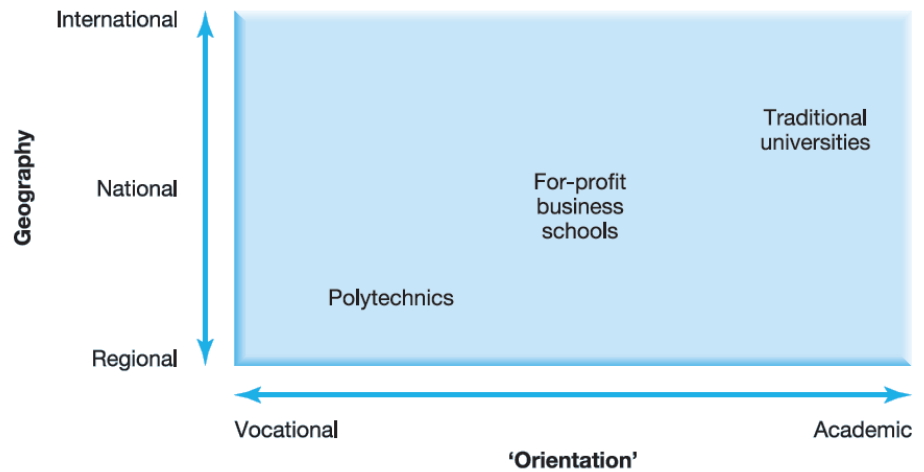 International
Traditional
universities
Geography
National
For-profit
business
schools
Polytechnics
Regional
Vocational
Academic
'Orientation'